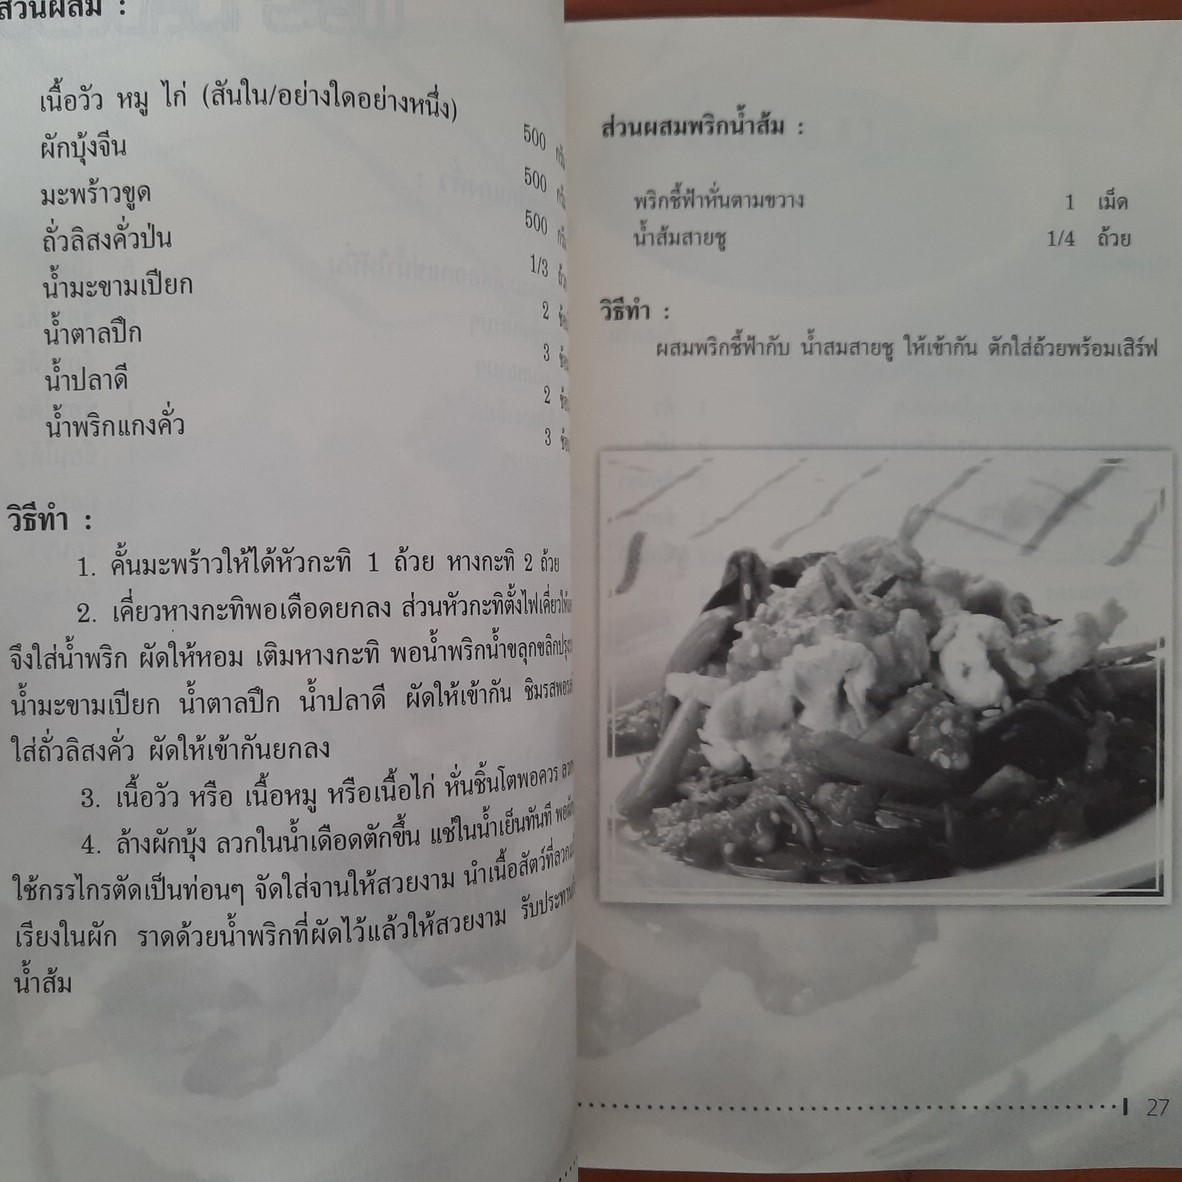 ส่วนผสม :
เนื้อวัว หมู ไก่ (สันใน/อย่างใดอย่างหนึ่ง) 500 กรัม
ผักบุ้งจีน 500 กรัม
มะพร้าวขูด 500 กรัม
ถั่วลิสงคั่วป่น 1/3
น้ำมะขามเปียก 2
น้ำตาลปึก 3
น้ำปลาดี 2
น้ำพริกแกงคั่ว 3
วิธีทำ :
1. คั้นมะพร้าวให้ได้หัวกะทิ 1 ถ้วย หางกะทิ 2 ถ้วย
2. เคี่ยวหางกะทิพอเดือดยกลง ส่วนหัวกะทิตั้งไฟเคี่ยว
จึงใส่น้ำพริก ผัดให้หอม เติมหางกะทิ พอน้ำพริกน้ำขลุกขลิก
น้ำมะขามเปียก น้ำตาลปึก น้ำปลาดี ผัดให้เข้ากัน ชิมรส
ใส่ถั่วลิสงคั่ว ผัดให้เข้ากันยกลง
3. เนื้อวัว หรือ เนื้อหมู หรือเนื้อไก่ หั่นชิ้นโตพอควร
4. ล้างผักบุ้ง ลวกในน้ำเดือดตักขึ้น แช่ในน้ำเย็นทันที
ใช้กรรไกรตัดเป็นท่อนๆ จัดใส่จานให้สวยงาม นำเนื้อสัตว์ที่
เรียงในผัก ราดด้วยน้ำพริกที่ผัดไว้แล้วให้สวยงาม
น้ำส้ม
ส่วนผสมพริกน้ำส้ม :
พริกชี้ฟ้าหั่นตามขวาง 1 เม็ด
น้ำส้มสายชู 1/4 ถ้วย
วิธีทำ :
ผสมพริกชี้ฟ้ากับ น้ำสมสายชู ให้เข้ากัน ตักใส่ถ้วยพร้อมเสิร์ฟ
27